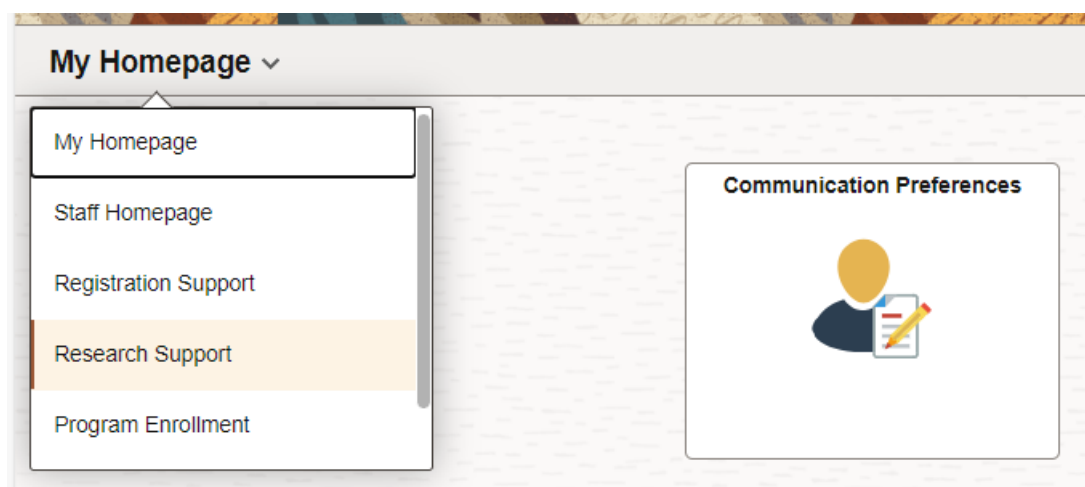 My Homepage
My Homepage
Staff Homepage
Registration Support
Research Support
Program Enrollment
Communication Preferences